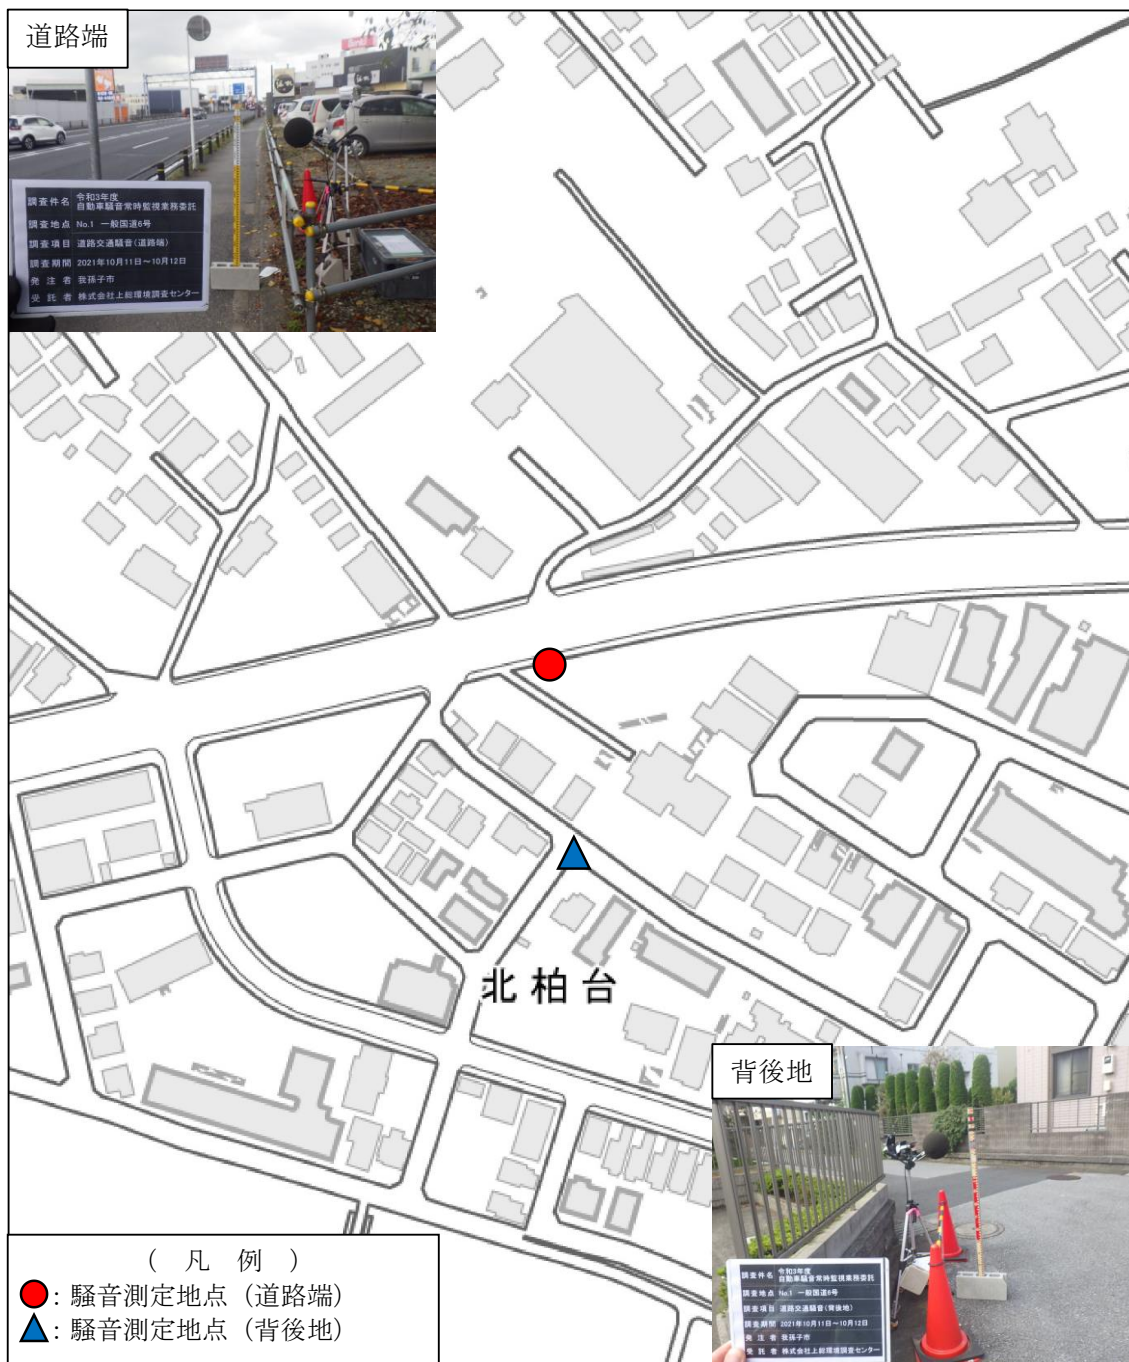 道路端
調査件名 令和3年度
自動車騒音常時監視業務委託
調査地点 No.1 一般国道6号
調査項目 道路交通騒音(道路端)
調査期間 2021年10月11日～10月12日
発注者 我孫子市
受託者 株式会社上総環境調査センター
北柏台
背後地
調査件名 令和3年度
自動車騒音常時監視業務委託
調査地点 No.1 一般国道6号
調査項目 道路交通騒音(背後地)
調査期間 2021年10月11日～10月12日
発注者 我孫子市
受託者 株式会社上総環境調査センター
（凡例）
：騒音測定地点（道路端）
：騒音測定地点（背後地）